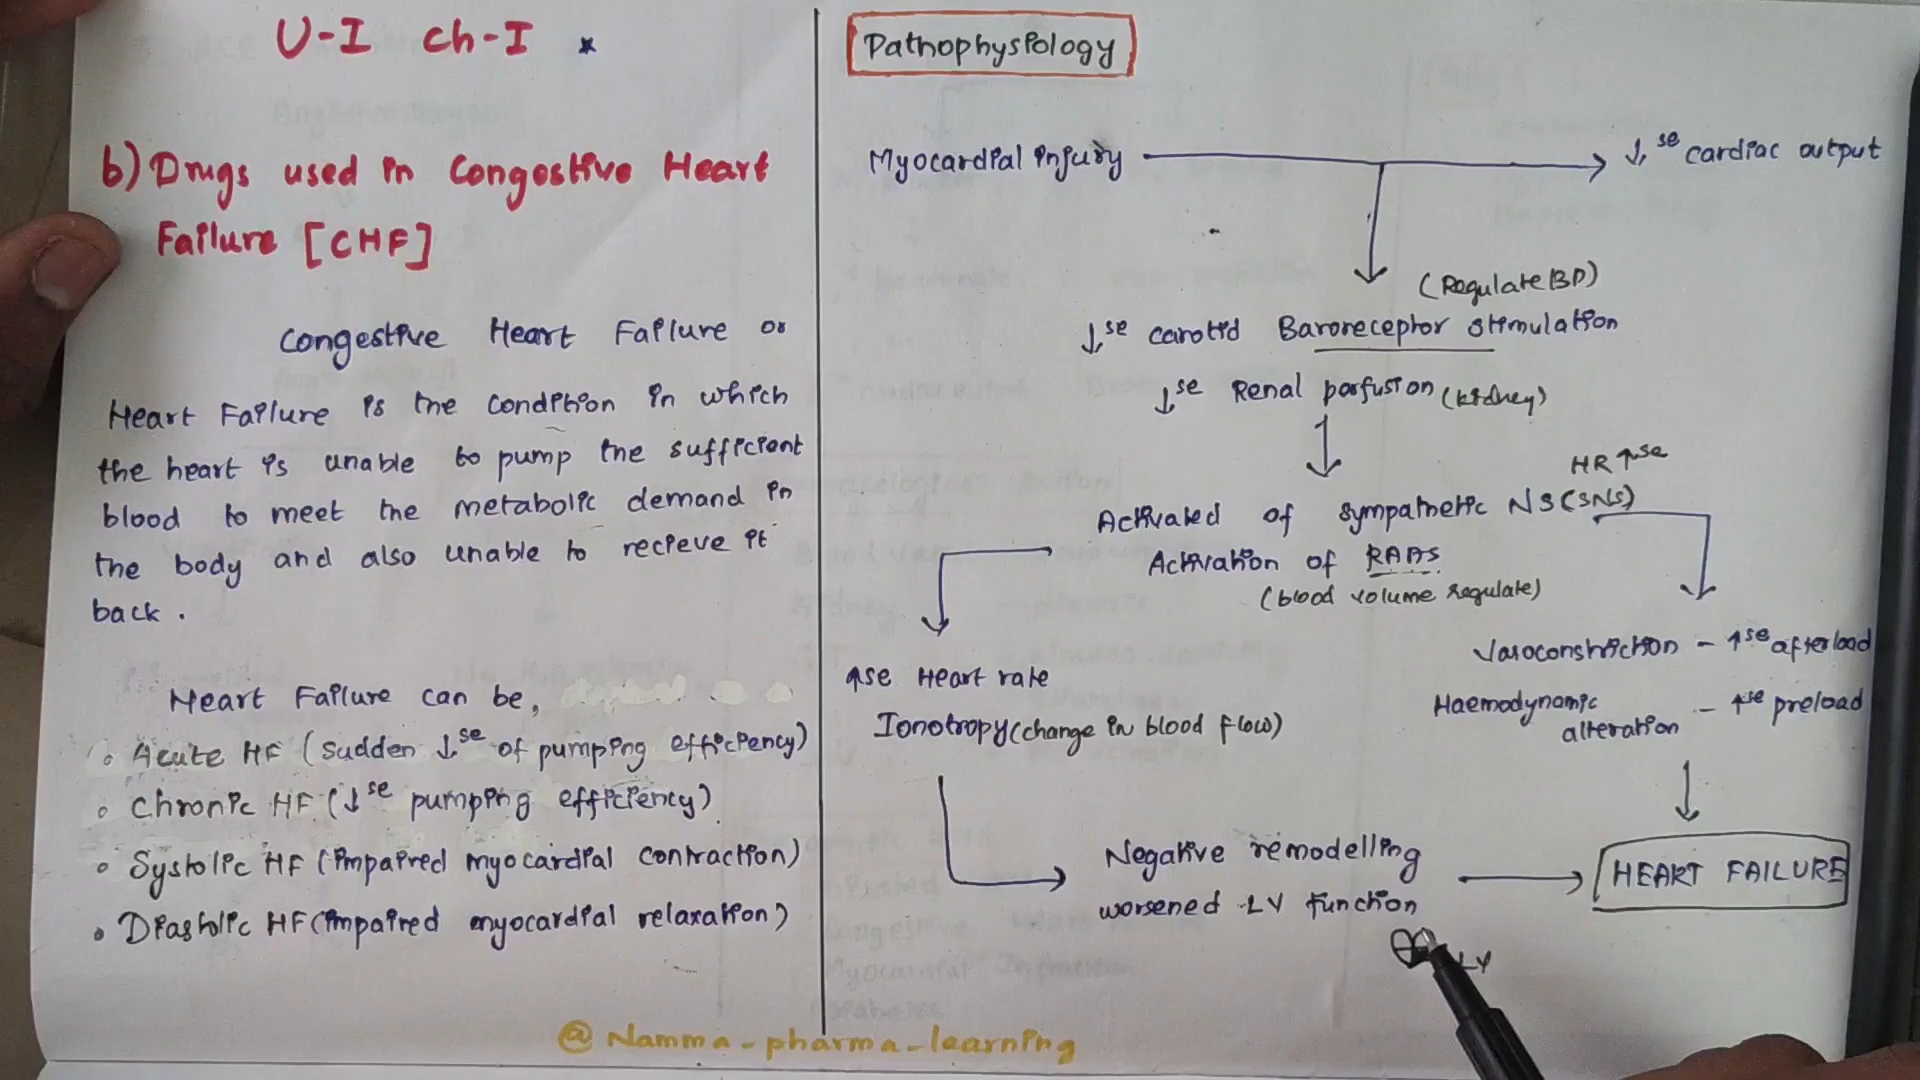 U-I Ch-I *
b) Drugs used in Congestive Heart
Failure [CHF]
Congestive Heart Failure or
Heart Failure is the condition in which
the heart is unable to pump the sufficient
blood to meet the metabolic demand in
the body and also unable to recieve it
back.
Heart Failure can be,
• Acute HF (sudden ↓se of pumping efficiency)
• Chronic HF (↓se pumping efficiency)
• Systolic HF (impaired myocardial contraction)
• Diastolic HF (impaired myocardial relaxation)
Pathophysiology
Myocardial injury → ↓se cardiac output
(Regulate BP)
↓se carotid Baroreceptor stimulation
↓se Renal parfusion (kidney)
HR ↑se
Activated of sympathetic NS (SNS)
Activation of RAAS
(blood volume regulate)
Vasoconstriction - ↑se afterload
↑se Heart rate
Haemodynamic
alteration - ↑se preload
Ionotropy (change in blood flow)
Negative remodelling
worsened LV function
HEART FAILURE
LV
@ Namma-pharma-learning